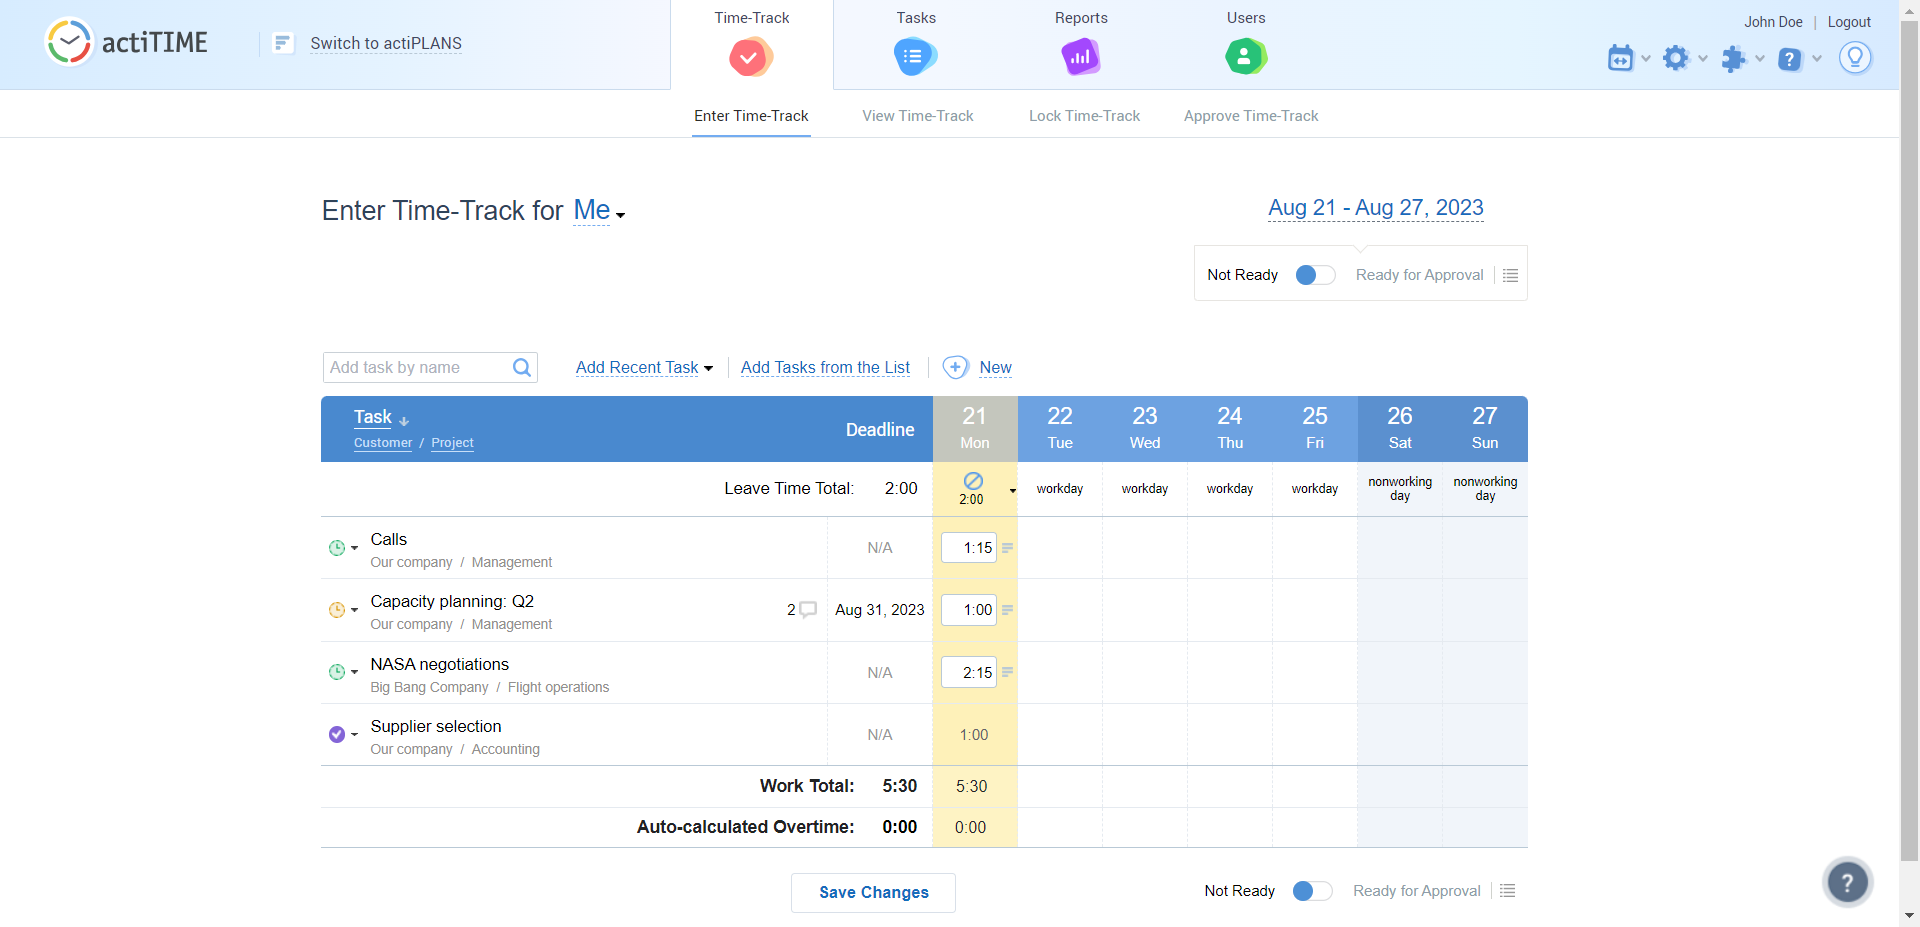 actiTIME
Switch to actiPLANS
Time-Track
Tasks
Reports
Users
John Doe | Logout
Enter Time-Track
View Time-Track
Lock Time-Track
Approve Time-Track
Enter Time-Track for Me
Aug 21 - Aug 27, 2023
Not Ready
Ready for Approval
Add task by name
Add Recent Task
Add Tasks from the List
New
Task
Customer / Project
Deadline
21
Mon
22
Tue
23
Wed
24
Thu
25
Fri
26
Sat
27
Sun
Leave Time Total: 2:00
2:00
workday
workday
workday
workday
nonworking
day
nonworking
day
Calls
Our company / Management
N/A
1:15
Capacity planning: Q2
Our company / Management
2
Aug 31, 2023
1:00
NASA negotiations
Big Bang Company / Flight operations
N/A
2:15
Supplier selection
Our company / Accounting
N/A
1:00
Work Total: 5:30
5:30
Auto-calculated Overtime: 0:00
0:00
Save Changes
Not Ready
Ready for Approval
?